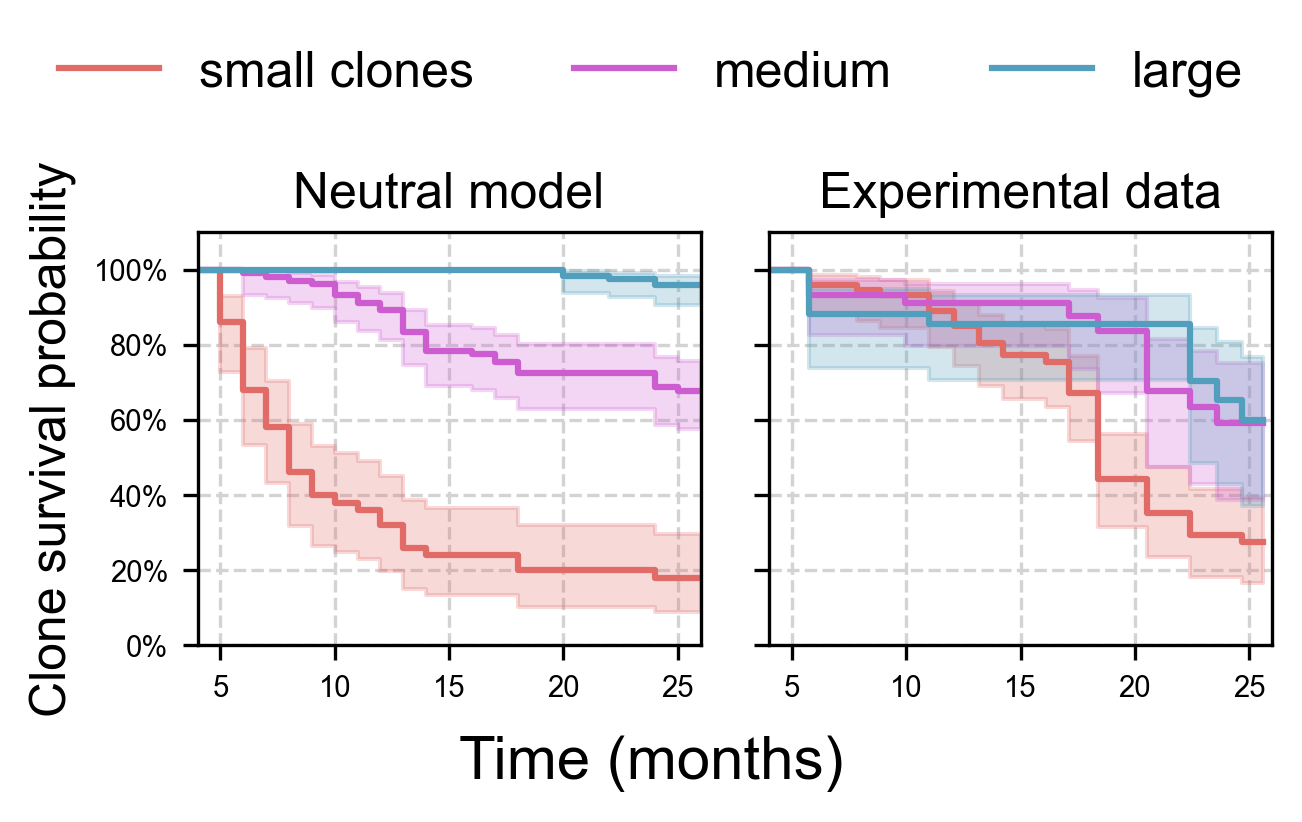 small clones medium large
Neutral model Experimental data
Clone survival probability
100%
80%
60%
40%
20%
0%
5 10 15 20 25 5 10 15 20 25
Time (months)